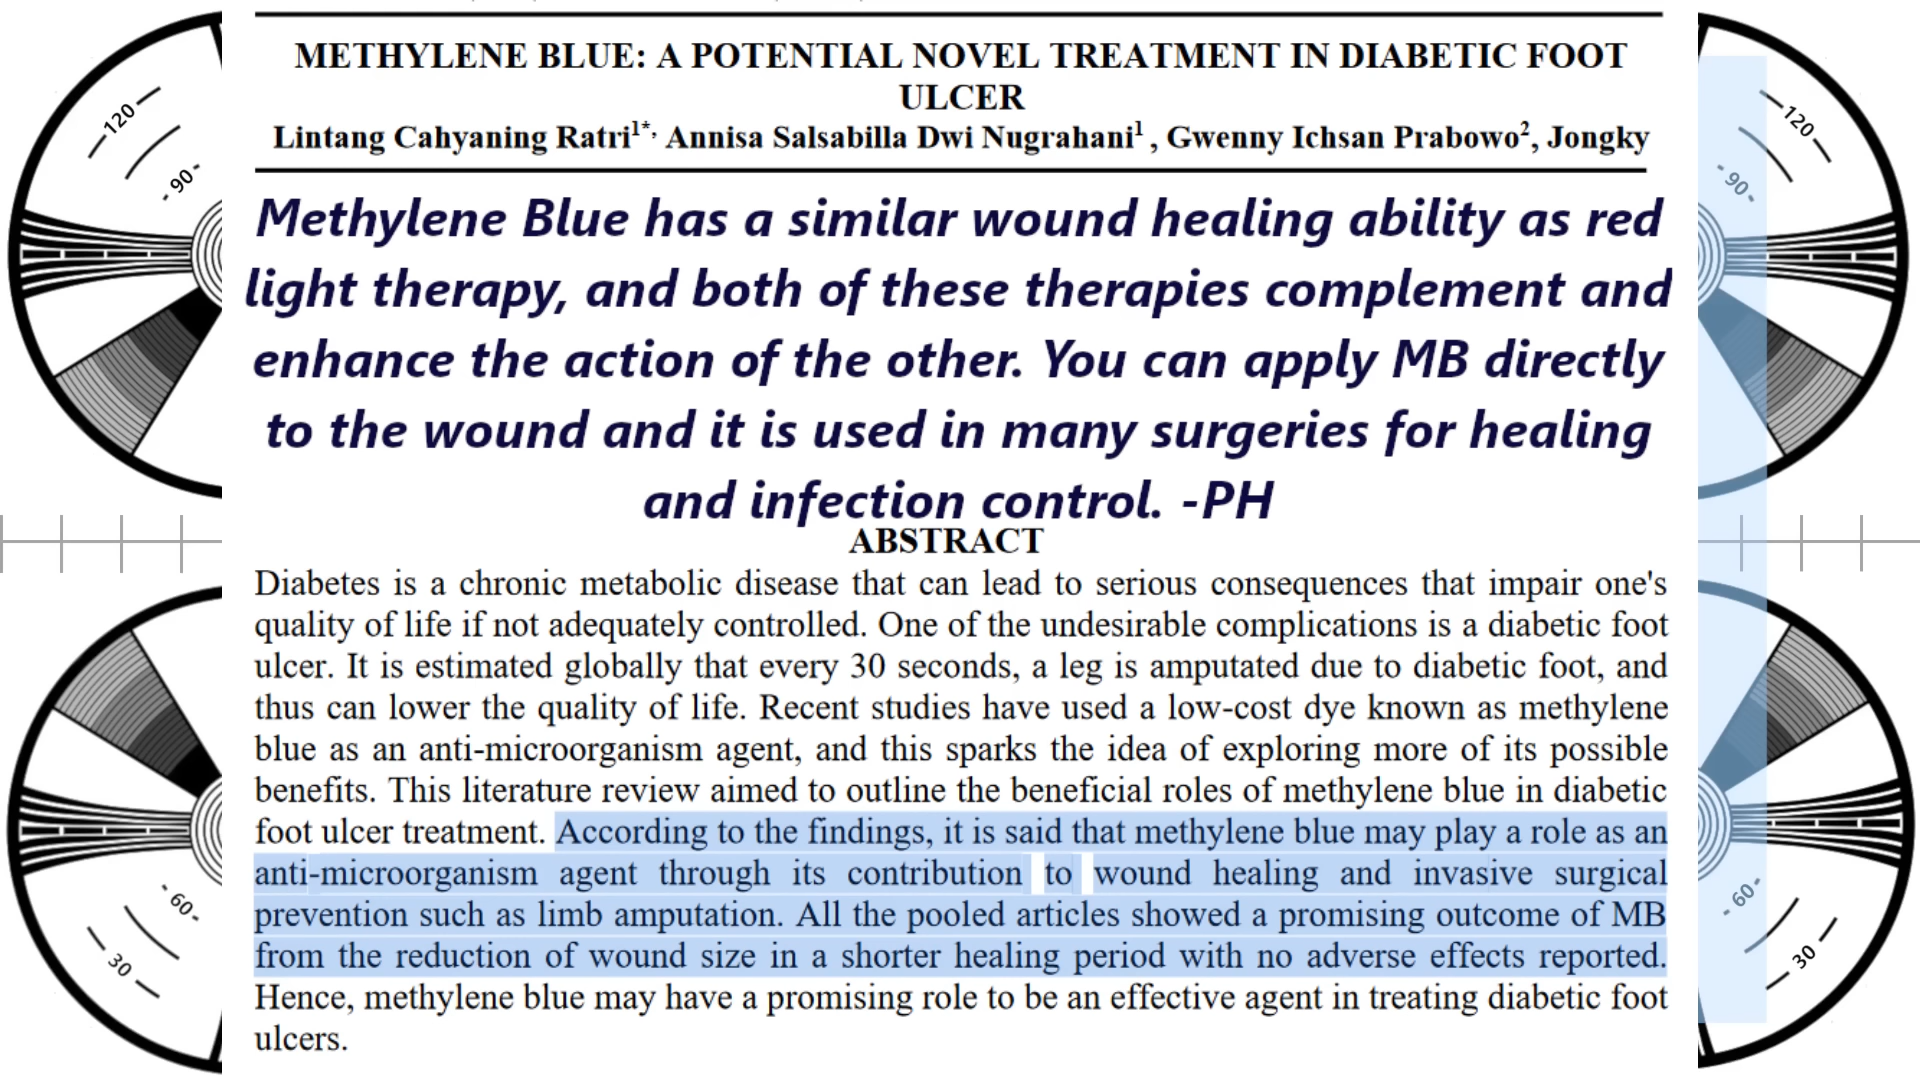 METHYLENE BLUE: A POTENTIAL NOVEL TREATMENT IN DIABETIC FOOT
ULCER
Lintang Cahyaning Ratri1*, Annisa Salsabilla Dwi Nugrahani1 , Gwenny Ichsan Prabowo2, Jongky
Methylene Blue has a similar wound healing ability as red
light therapy, and both of these therapies complement and
enhance the action of the other. You can apply MB directly
to the wound and it is used in many surgeries for healing
and infection control. -PH
ABSTRACT
Diabetes is a chronic metabolic disease that can lead to serious consequences that impair one's
quality of life if not adequately controlled. One of the undesirable complications is a diabetic foot
ulcer. It is estimated globally that every 30 seconds, a leg is amputated due to diabetic foot, and
thus can lower the quality of life. Recent studies have used a low-cost dye known as methylene
blue as an anti-microorganism agent, and this sparks the idea of exploring more of its possible
benefits. This literature review aimed to outline the beneficial roles of methylene blue in diabetic
foot ulcer treatment. According to the findings, it is said that methylene blue may play a role as an
anti-microorganism agent through its contribution to wound healing and invasive surgical
prevention such as limb amputation. All the pooled articles showed a promising outcome of MB
from the reduction of wound size in a shorter healing period with no adverse effects reported.
Hence, methylene blue may have a promising role to be an effective agent in treating diabetic foot
ulcers.
120
-90-
120
-90-
-60-
30
-60-
30